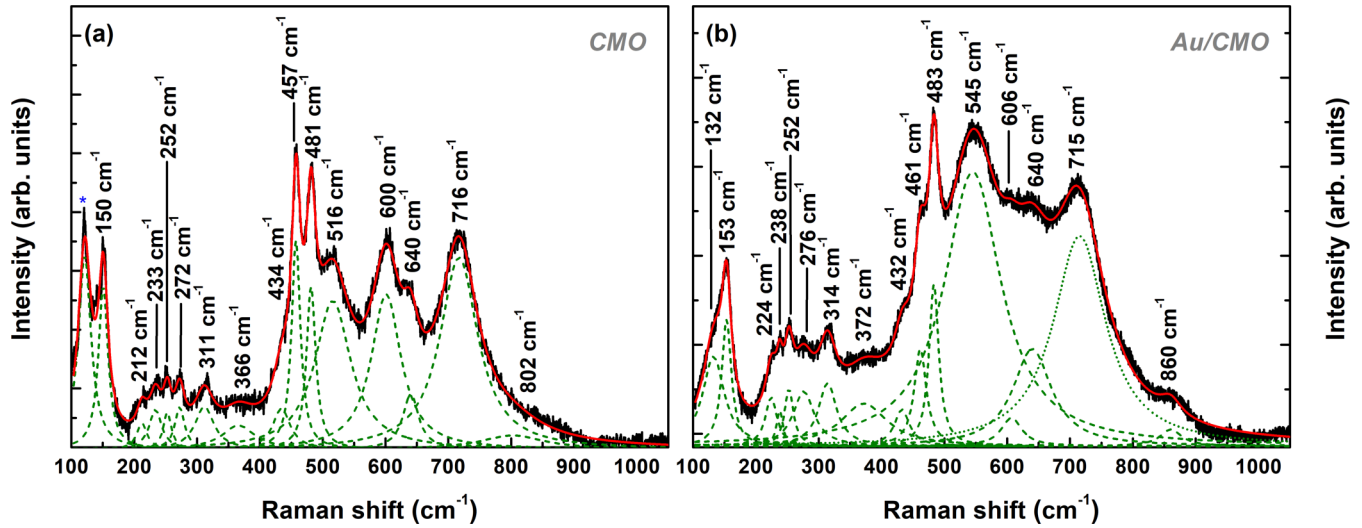 (a)
CMO
Intensity (arb. units)
*
150 cm⁻¹
212 cm⁻¹
233 cm⁻¹
252 cm⁻¹
272 cm⁻¹
311 cm⁻¹
366 cm⁻¹
434 cm⁻¹
457 cm⁻¹
481 cm⁻¹
516 cm⁻¹
600 cm⁻¹
640 cm⁻¹
716 cm⁻¹
802 cm⁻¹
100 200 300 400 500 600 700 800 900 1000
Raman shift (cm⁻¹)
(b)
Au/CMO
132 cm⁻¹
153 cm⁻¹
224 cm⁻¹
238 cm⁻¹
252 cm⁻¹
276 cm⁻¹
314 cm⁻¹
372 cm⁻¹
432 cm⁻¹
461 cm⁻¹
483 cm⁻¹
545 cm⁻¹
606 cm⁻¹
640 cm⁻¹
715 cm⁻¹
860 cm⁻¹
100 200 300 400 500 600 700 800 900 1000
Raman shift (cm⁻¹)
Intensity (arb. units)